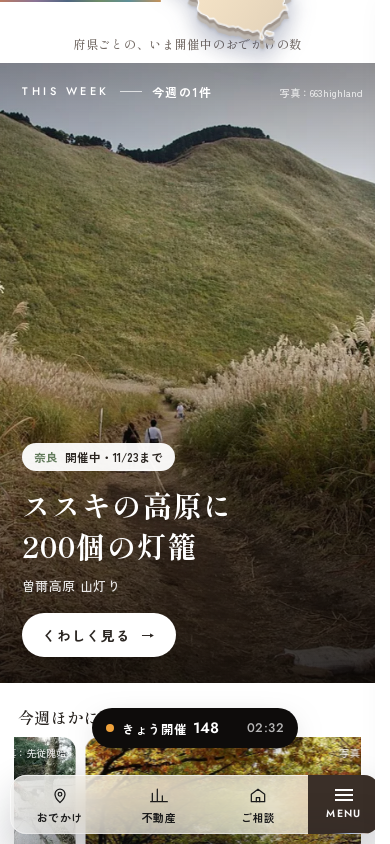 府県ごとの、いま開催中のおでかけの数
THIS WEEK 今週の1件
写真：663highland
奈良 開催中・11/23まで
ススキの高原に
200個の灯籠
曽爾高原 山灯り
くわしく見る →
今週ほかに
きょう開催 148 02:32
写真
おでかけ
不動産
ご相談
MENU